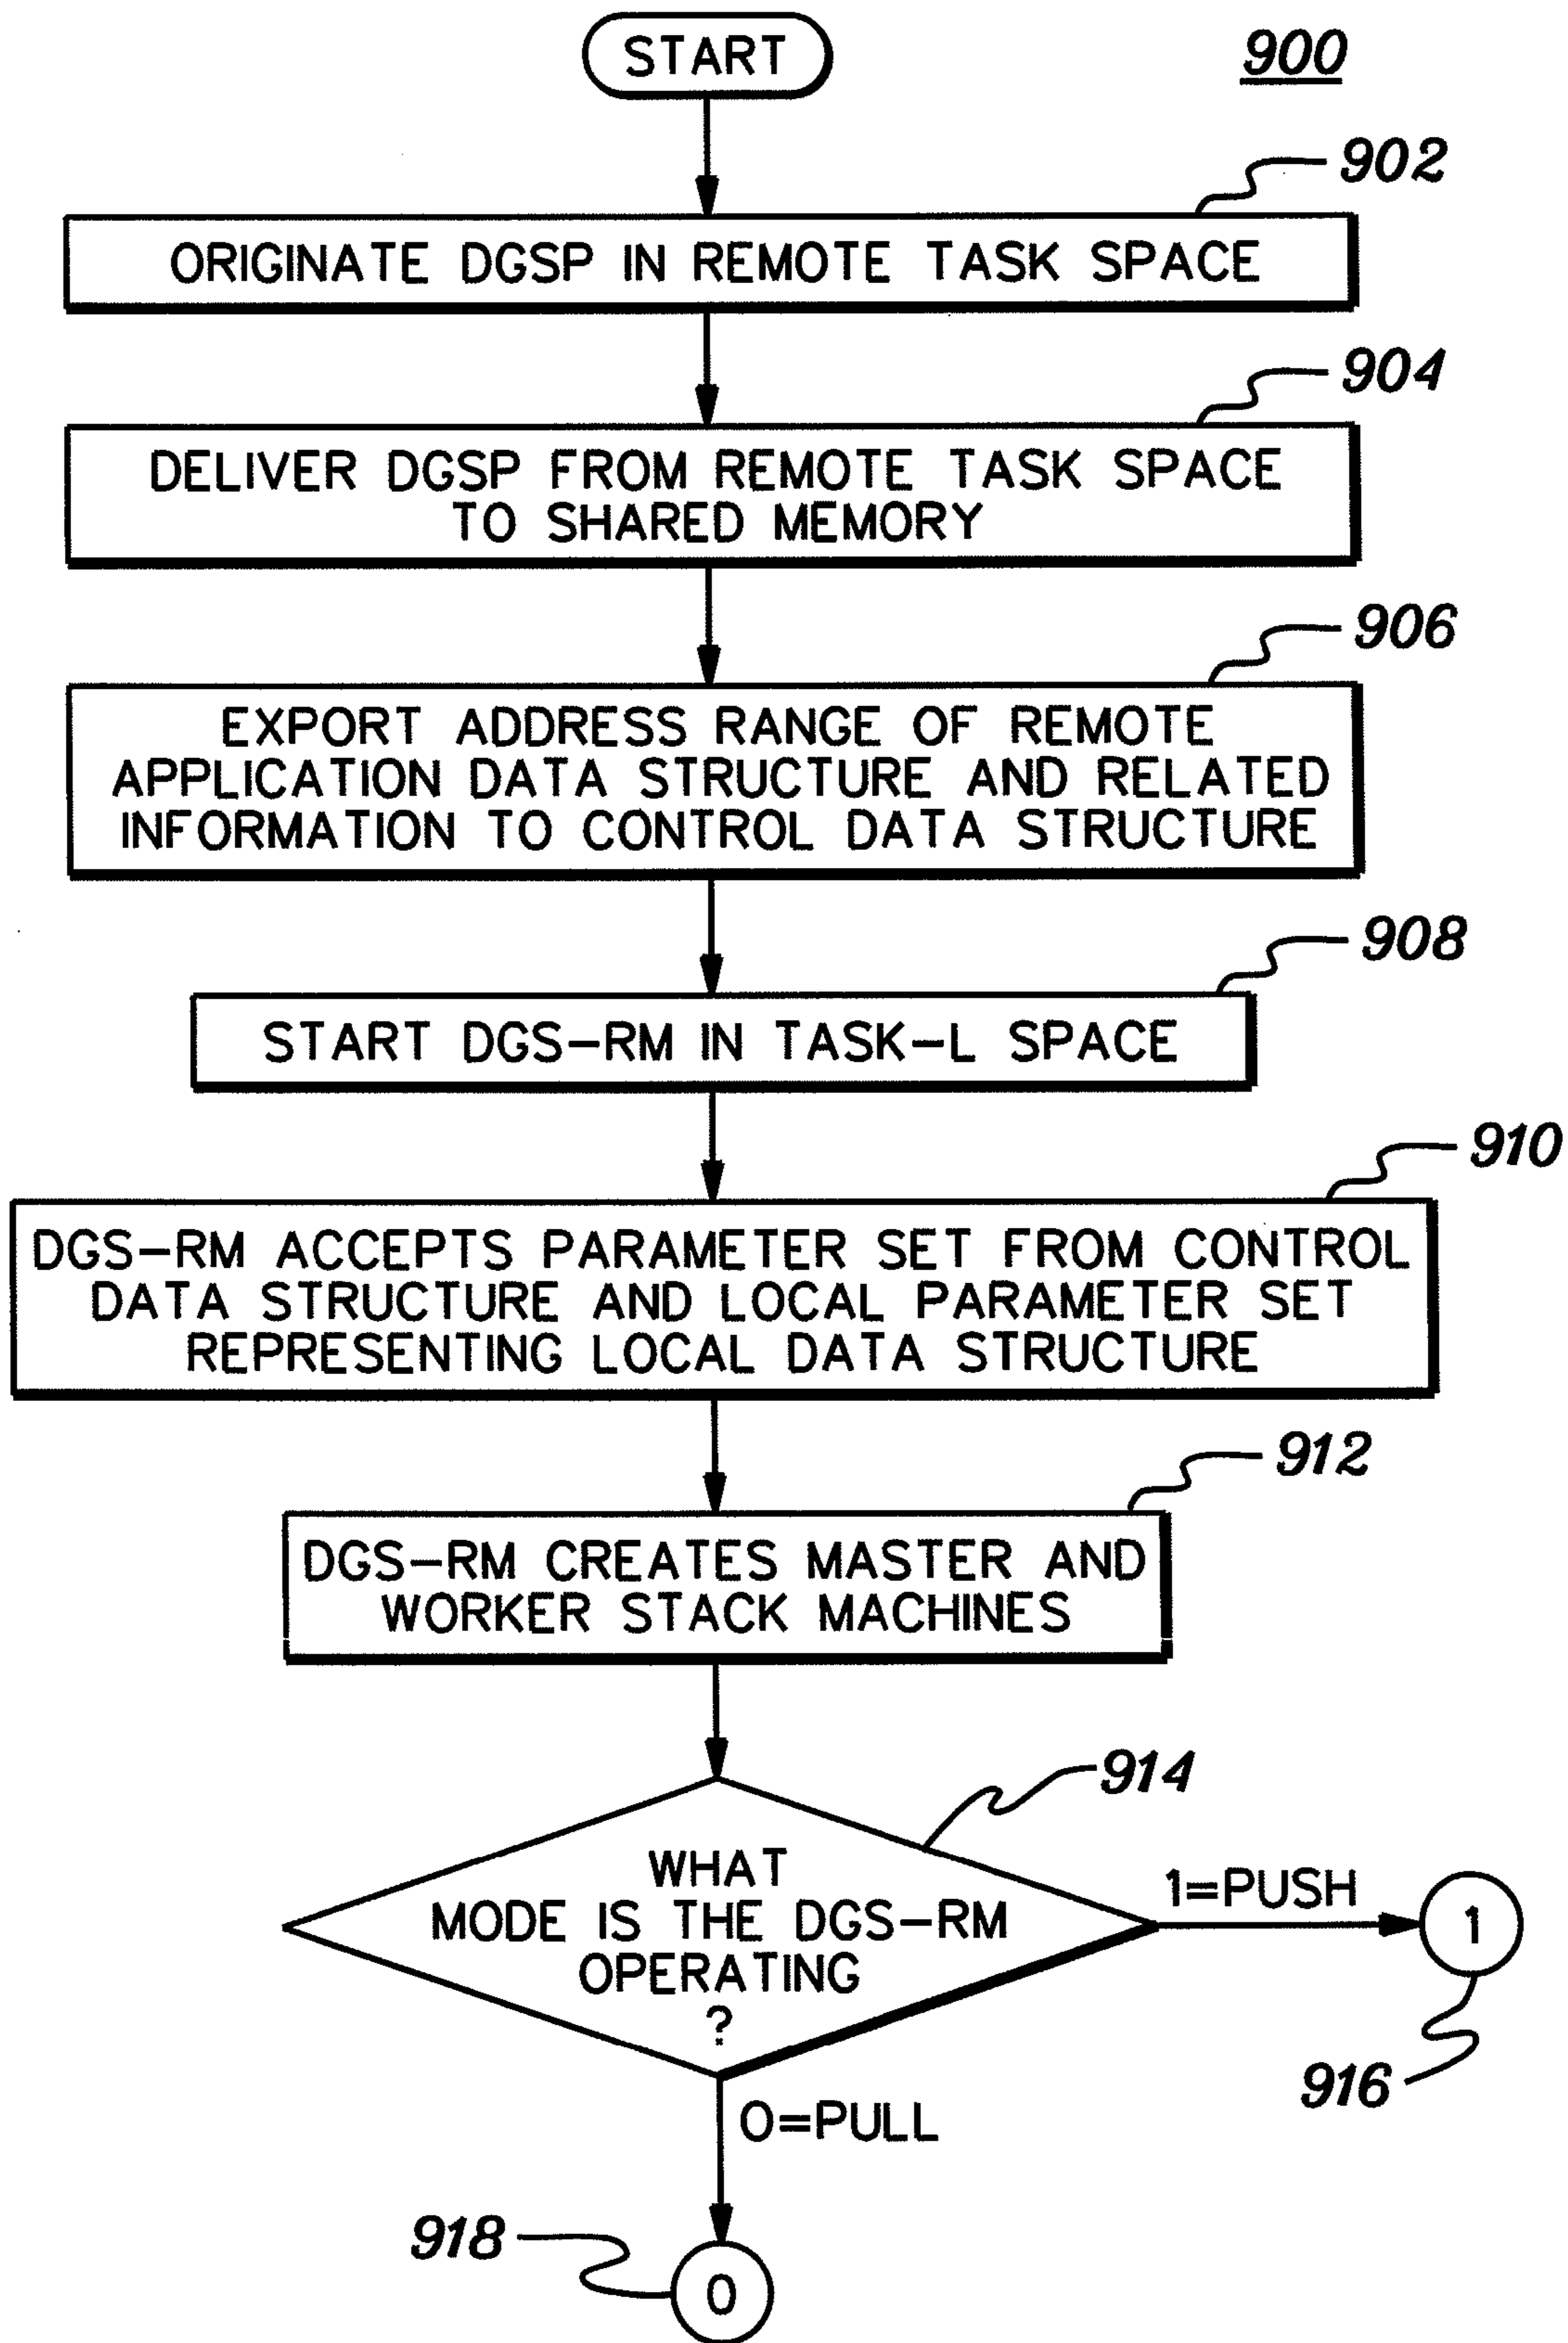 START
900
902
ORIGINATE DGSP IN REMOTE TASK SPACE
904
DELIVER DGSP FROM REMOTE TASK SPACE
TO SHARED MEMORY
906
EXPORT ADDRESS RANGE OF REMOTE
APPLICATION DATA STRUCTURE AND RELATED
INFORMATION TO CONTROL DATA STRUCTURE
908
START DGS-RM IN TASK-L SPACE
910
DGS-RM ACCEPTS PARAMETER SET FROM CONTROL
DATA STRUCTURE AND LOCAL PARAMETER SET
REPRESENTING LOCAL DATA STRUCTURE
912
DGS-RM CREATES MASTER AND
WORKER STACK MACHINES
914
WHAT
MODE IS THE DGS-RM
OPERATING
?
1=PUSH
1
916
0=PULL
918
0